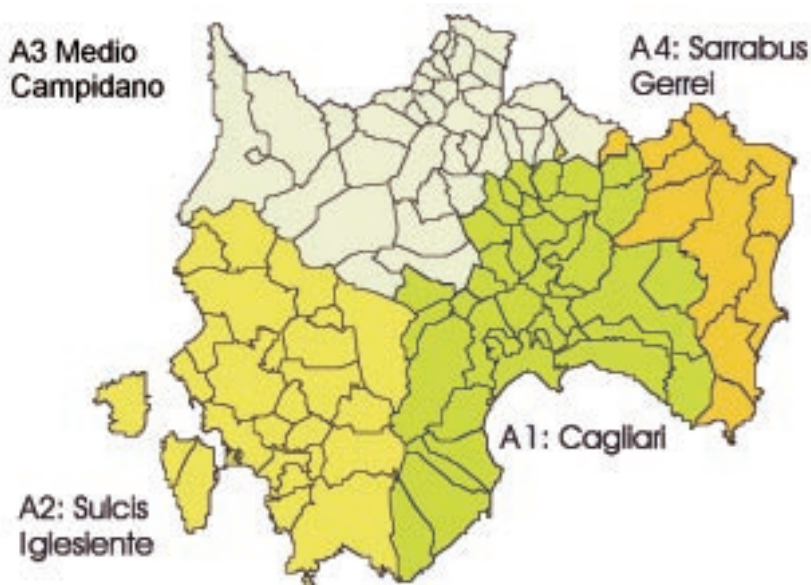 A3 Medio
Campidano
A4: Sarrabus
Gerrei
A1: Cagliari
A2: Sulcis
Iglesiente